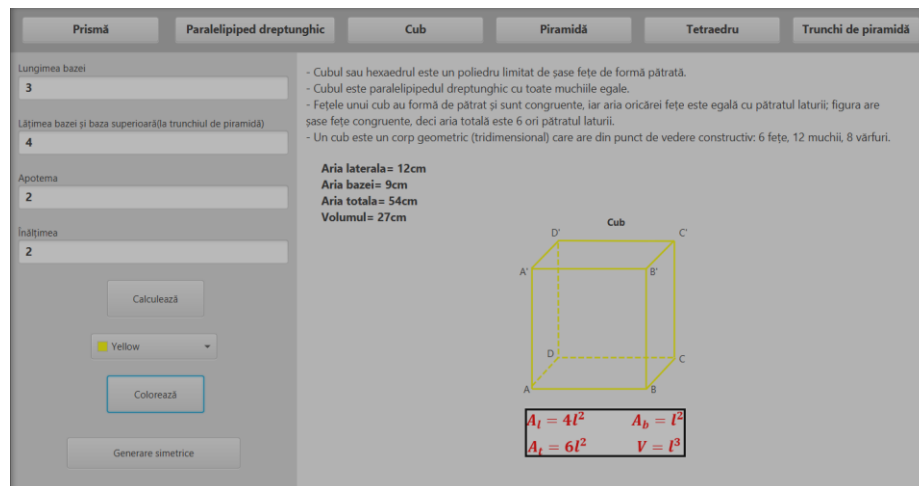 Prismă Paralelipiped dreptunghic Cub Piramidă Tetraedru Trunchi de piramidă
Lungimea bazei
3
Lățimea bazei și baza superioară(la trunchiul de piramidă)
4
Apotema
2
Înălțimea
2
Calculează
Yellow
Colorează
Generare simetrice
- Cubul sau hexaedrul este un poliedru limitat de șase fețe de formă pătrată.
- Cubul este paralelipipedul dreptunghic cu toate muchiile egale.
- Fețele unui cub au formă de pătrat și sunt congruente, iar aria oricărei fețe este egală cu pătratul laturii; figura are
șase fețe congruente, deci aria totală este 6 ori pătratul laturii.
- Un cub este un corp geometric (tridimensional) care are din punct de vedere constructiv: 6 fețe, 12 muchii, 8 vârfuri.
Aria laterala= 12cm
Aria bazei= 9cm
Aria totala= 54cm
Volumul= 27cm
Cub
D' C'
A' B'
D C
A B
A_l = 4l² A_b = l²
A_t = 6l² V = l³